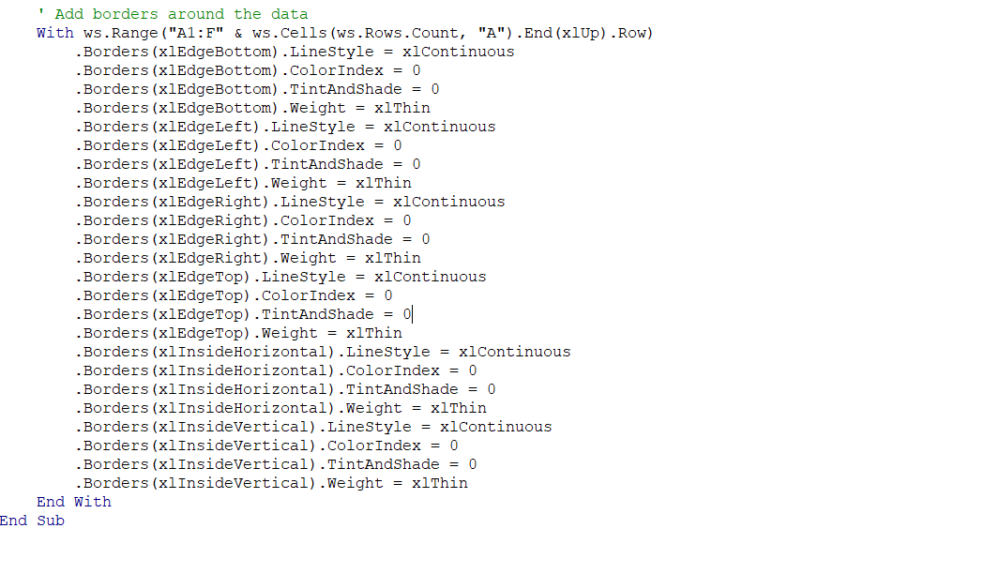 ' Add borders around the data
With ws.Range("A1:F" & ws.Cells(ws.Rows.Count, "A").End(xlUp).Row)
.Borders(xlEdgeBottom).LineStyle = xlContinuous
.Borders(xlEdgeBottom).ColorIndex = 0
.Borders(xlEdgeBottom).TintAndShade = 0
.Borders(xlEdgeBottom).Weight = xlThin
.Borders(xlEdgeLeft).LineStyle = xlContinuous
.Borders(xlEdgeLeft).ColorIndex = 0
.Borders(xlEdgeLeft).TintAndShade = 0
.Borders(xlEdgeLeft).Weight = xlThin
.Borders(xlEdgeRight).LineStyle = xlContinuous
.Borders(xlEdgeRight).ColorIndex = 0
.Borders(xlEdgeRight).TintAndShade = 0
.Borders(xlEdgeRight).Weight = xlThin
.Borders(xlEdgeTop).LineStyle = xlContinuous
.Borders(xlEdgeTop).ColorIndex = 0
.Borders(xlEdgeTop).TintAndShade = 0
.Borders(xlEdgeTop).Weight = xlThin
.Borders(xlInsideHorizontal).LineStyle = xlContinuous
.Borders(xlInsideHorizontal).ColorIndex = 0
.Borders(xlInsideHorizontal).TintAndShade = 0
.Borders(xlInsideHorizontal).Weight = xlThin
.Borders(xlInsideVertical).LineStyle = xlContinuous
.Borders(xlInsideVertical).ColorIndex = 0
.Borders(xlInsideVertical).TintAndShade = 0
.Borders(xlInsideVertical).Weight = xlThin
End With
End Sub